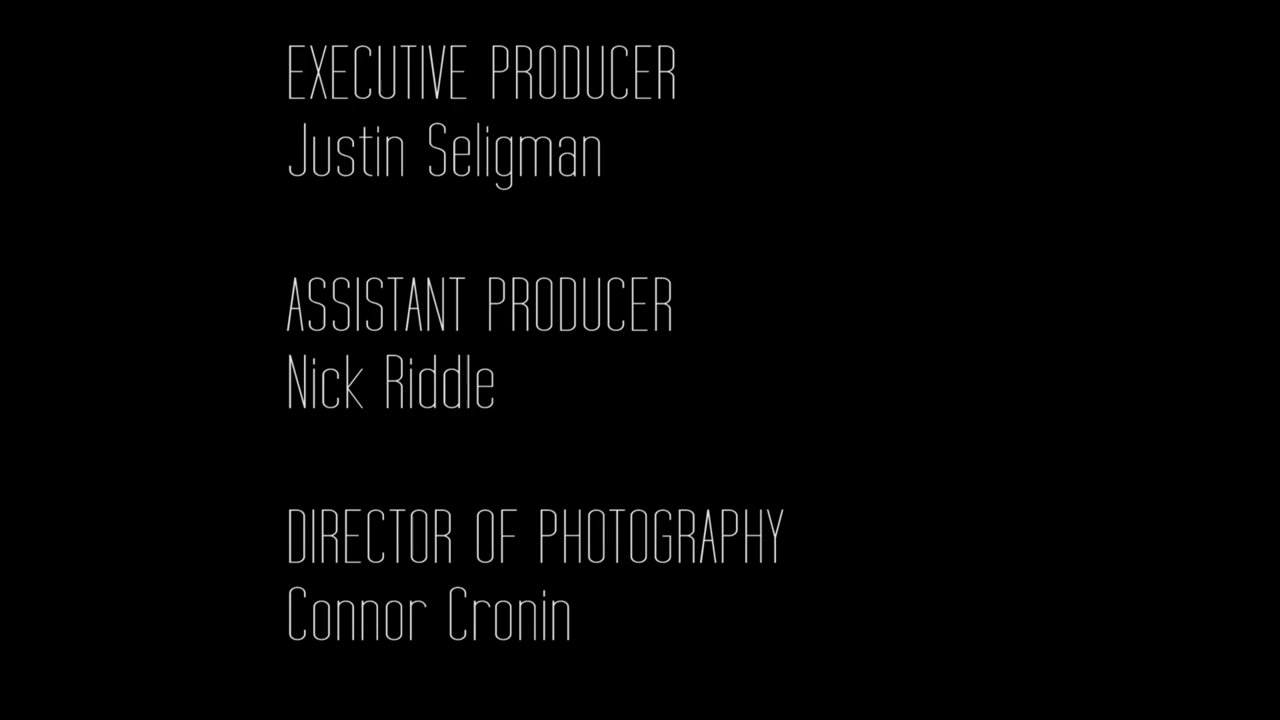 EXECUTIVE PRODUCER
Justin Seligman
ASSISTANT PRODUCER
Nick Riddle
DIRECTOR OF PHOTOGRAPHY
Connor Cronin